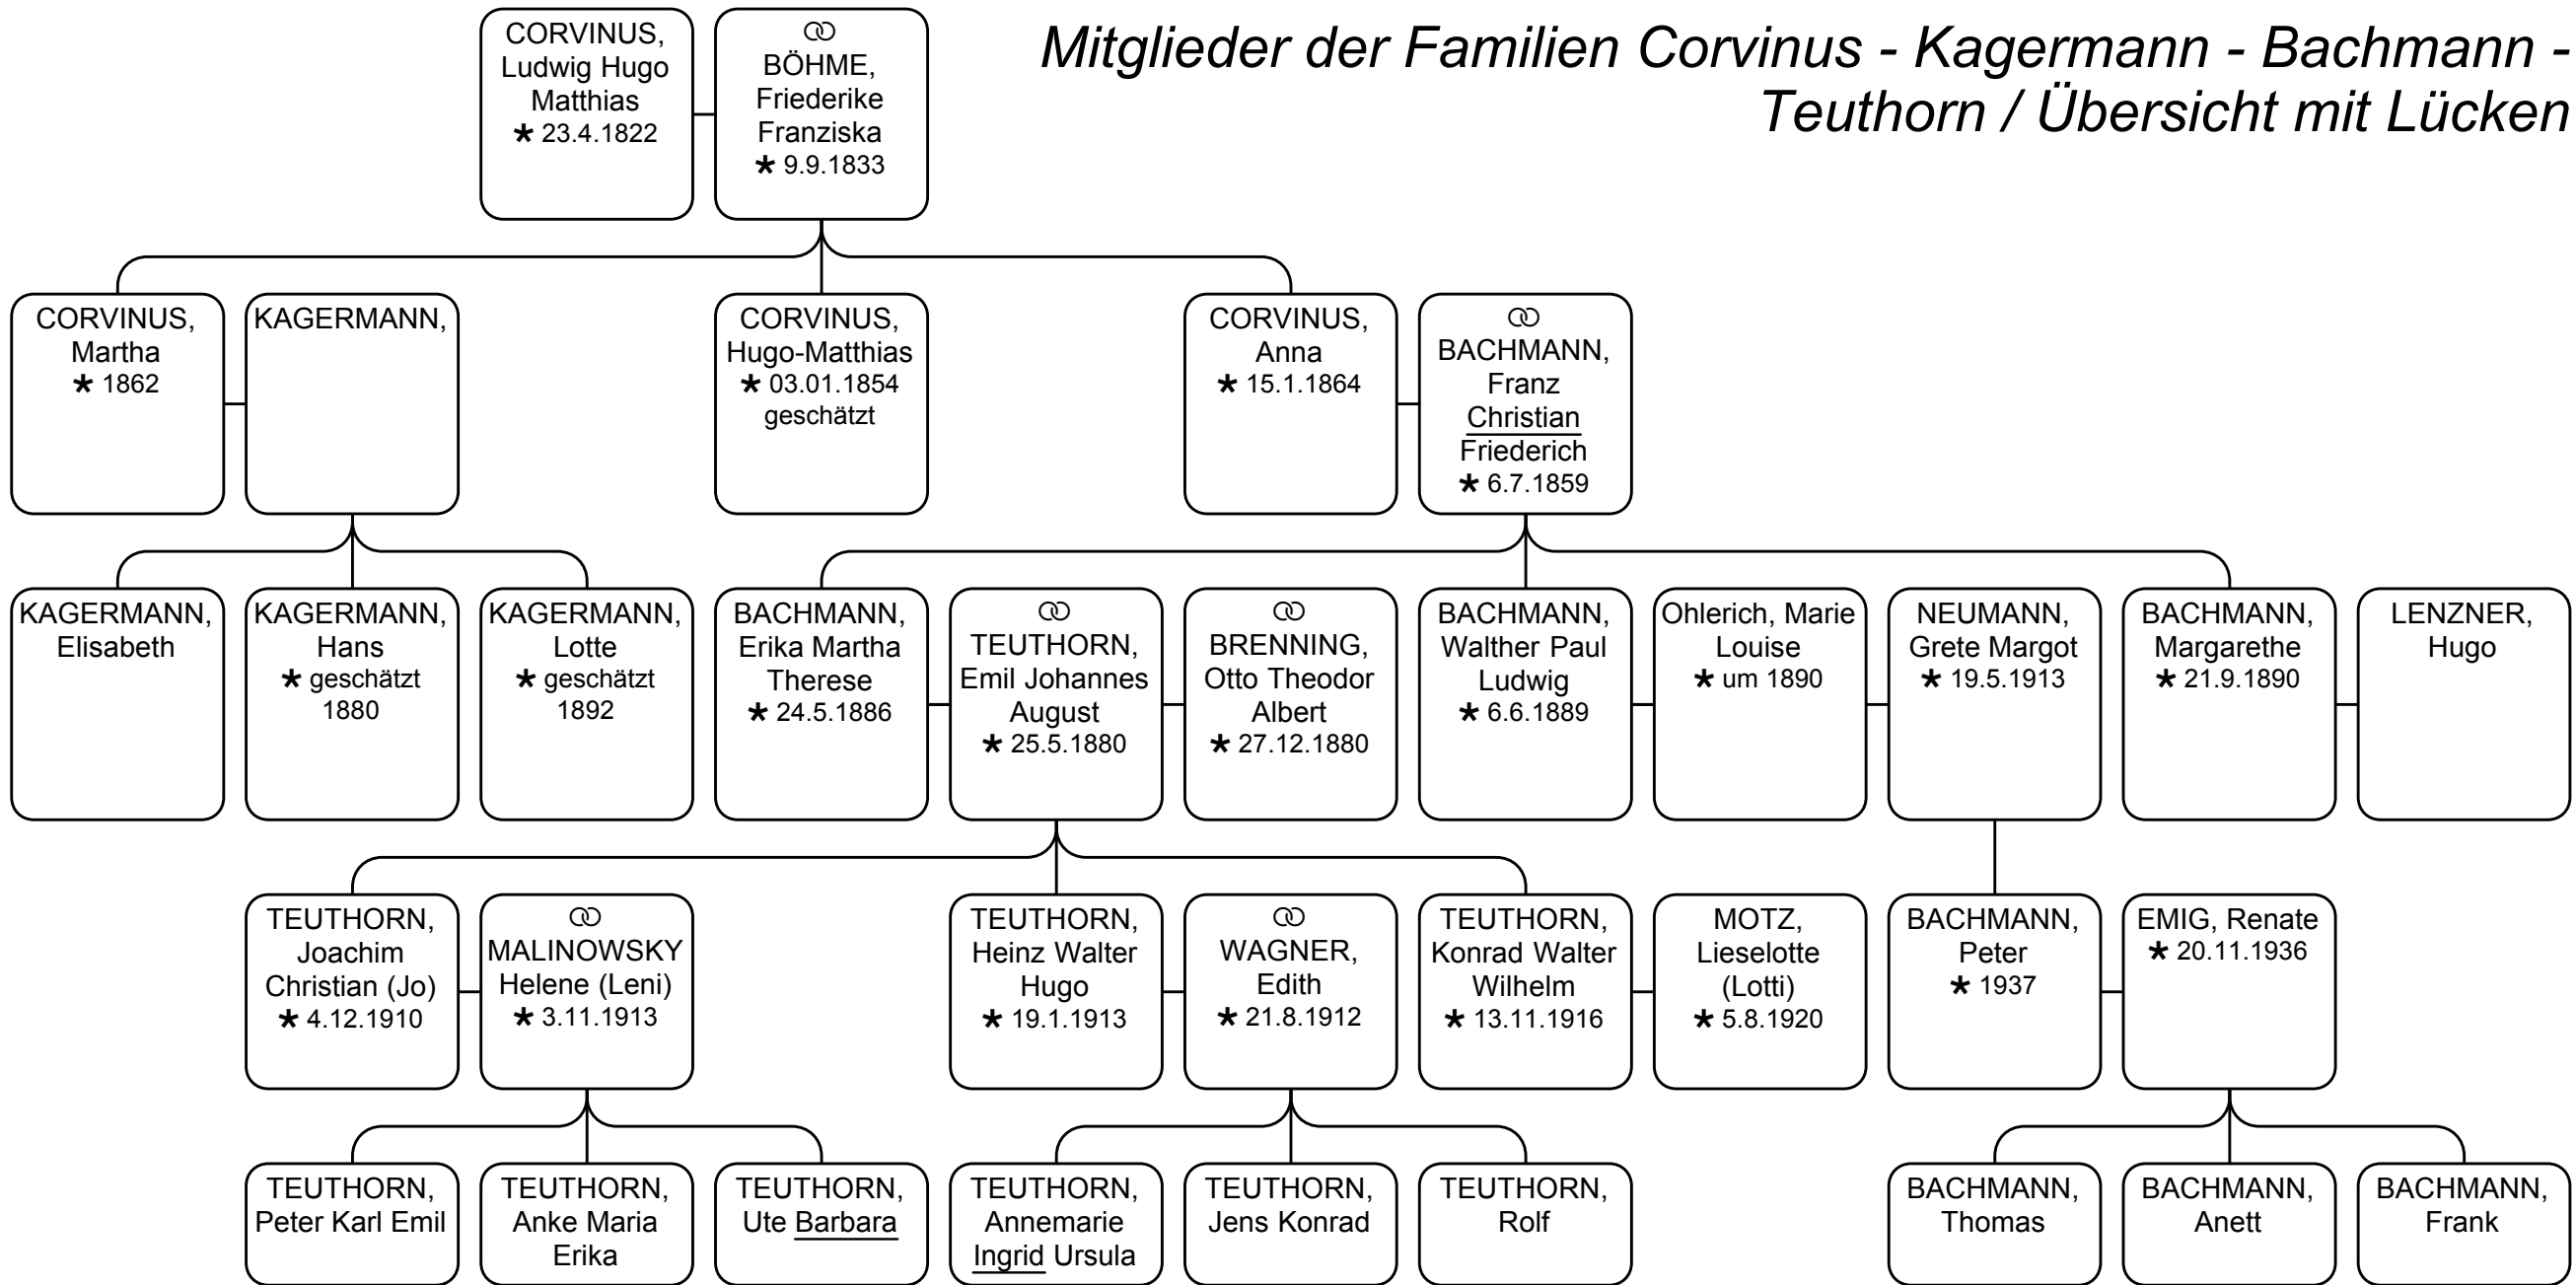 Mitglieder der Familien Corvinus - Kagermann - Bachmann -
Teuthorn / Übersicht mit Lücken
CORVINUS,
Ludwig Hugo
Matthias
* 23.4.1822
⚭
BÖHME,
Friederike
Franziska
* 9.9.1833
CORVINUS,
Martha
* 1862
KAGERMANN,
CORVINUS,
Hugo-Matthias
* 03.01.1854
geschätzt
CORVINUS,
Anna
* 15.1.1864
⚭
BACHMANN,
Franz
Christian
Friederich
* 6.7.1859
KAGERMANN,
Elisabeth
KAGERMANN,
Hans
* geschätzt
1880
KAGERMANN,
Lotte
* geschätzt
1892
BACHMANN,
Erika Martha
Therese
* 24.5.1886
⚭
TEUTHORN,
Emil Johannes
August
* 25.5.1880
⚭
BRENNING,
Otto Theodor
Albert
* 27.12.1880
BACHMANN,
Walther Paul
Ludwig
* 6.6.1889
Ohlerich, Marie
Louise
* um 1890
NEUMANN,
Grete Margot
* 19.5.1913
BACHMANN,
Margarethe
* 21.9.1890
LENZNER,
Hugo
TEUTHORN,
Joachim
Christian (Jo)
* 4.12.1910
⚭
MALINOWSKY
Helene (Leni)
* 3.11.1913
TEUTHORN,
Heinz Walter
Hugo
* 19.1.1913
⚭
WAGNER,
Edith
* 21.8.1912
TEUTHORN,
Konrad Walter
Wilhelm
* 13.11.1916
MOTZ,
Lieselotte
(Lotti)
* 5.8.1920
BACHMANN,
Peter
* 1937
EMIG, Renate
* 20.11.1936
TEUTHORN,
Peter Karl Emil
TEUTHORN,
Anke Maria
Erika
TEUTHORN,
Ute Barbara
TEUTHORN,
Annemarie
Ingrid Ursula
TEUTHORN,
Jens Konrad
TEUTHORN,
Rolf
BACHMANN,
Thomas
BACHMANN,
Anett
BACHMANN,
Frank